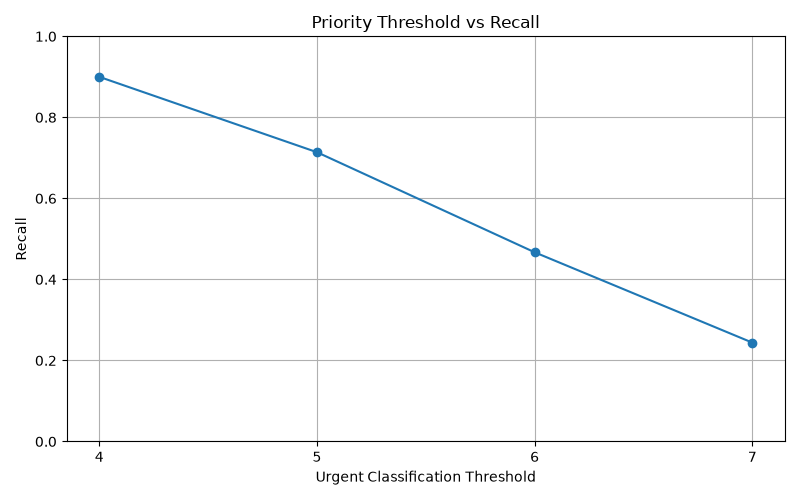 Priority Threshold vs Recall
1.0
0.8
0.6
0.4
0.2
0.0
Recall
4 5 6 7
Urgent Classification Threshold